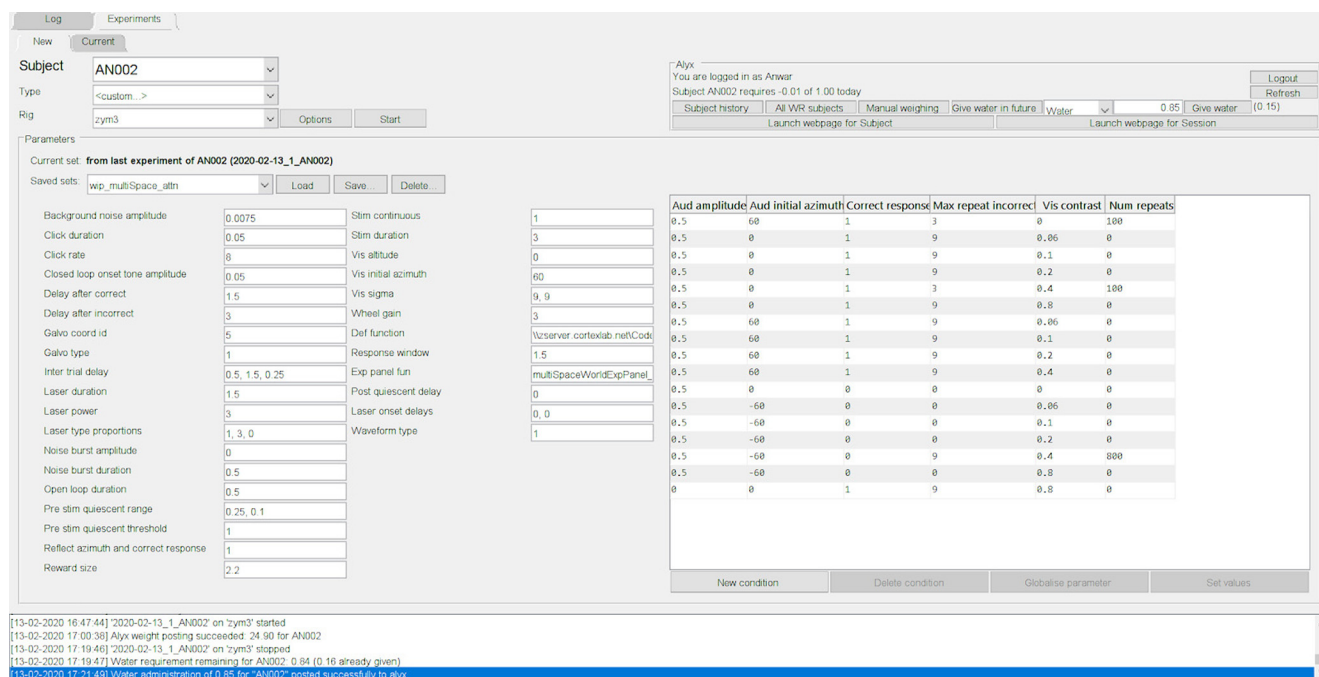 Log Experiments
New Current
Subject AN002
Type <custom...>
Rig zym3 Options Start
Alyx
You are logged in as Anwar
Logout
Subject AN002 requires -0.01 of 1.00 today
Refresh
Subject history All WR subjects Manual weighing Give water in future Water 0.85 Give water (0.15)
Launch webpage for Subject Launch webpage for Session
Parameters
Current set: from last experiment of AN002 (2020-02-13_1_AN002)
Saved sets: wip_multiSpace_attn Load Save... Delete...
Background noise amplitude 0.0075 Stim continuous 1
Click duration 0.05 Stim duration 3
Click rate 8 Vis altitude 0
Closed loop onset tone amplitude 0.05 Vis initial azimuth 60
Delay after correct 1.5 Vis sigma 9, 9
Delay after incorrect 3 Wheel gain 3
Galvo coord id 5 Def function \\zserver.cortexlab.net\Code
Galvo type 1 Response window 1.5
Inter trial delay 0.5, 1.5, 0.25 Exp panel fun multiSpaceWorldExpPanel_
Laser duration 1.5 Post quiescent delay 0
Laser power 3 Laser onset delays 0, 0
Laser type proportions 1, 3, 0 Waveform type 1
Noise burst amplitude 0
Noise burst duration 0.5
Open loop duration 0.5
Pre stim quiescent range 0.25, 0.1
Pre stim quiescent threshold 1
Reflect azimuth and correct response 1
Reward size 2.2
Aud amplitude Aud initial azimuth Correct response Max repeat incorrect Vis contrast Num repeats
0.5 60 1 3 0 100
0.5 0 1 9 0.06 0
0.5 0 1 9 0.1 0
0.5 0 1 9 0.2 0
0.5 0 1 3 0.4 100
0.5 0 1 9 0.8 0
0.5 60 1 9 0.06 0
0.5 60 1 9 0.1 0
0.5 60 1 9 0.2 0
0.5 60 1 9 0.4 0
0.5 0 0 0 0 0
0.5 -60 0 0 0.06 0
0.5 -60 0 0 0.1 0
0.5 -60 0 0 0.2 0
0.5 -60 0 9 0.4 800
0.5 -60 0 0 0.8 0
0 0 1 9 0.8 0
New condition Delete condition Globalise parameter Set values
[13-02-2020 16:47:44] '2020-02-13_1_AN002' on 'zym3' started
[13-02-2020 17:00:38] Alyx weight posting succeeded: 24.90 for AN002
[13-02-2020 17:19:46] '2020-02-13_1_AN002' on 'zym3' stopped
[13-02-2020 17:19:47] Water requirement remaining for AN002: 0.84 (0.16 already given)
[13-02-2020 17:21:49] Water administration of 0.85 for "AN002" posted successfully to alyx